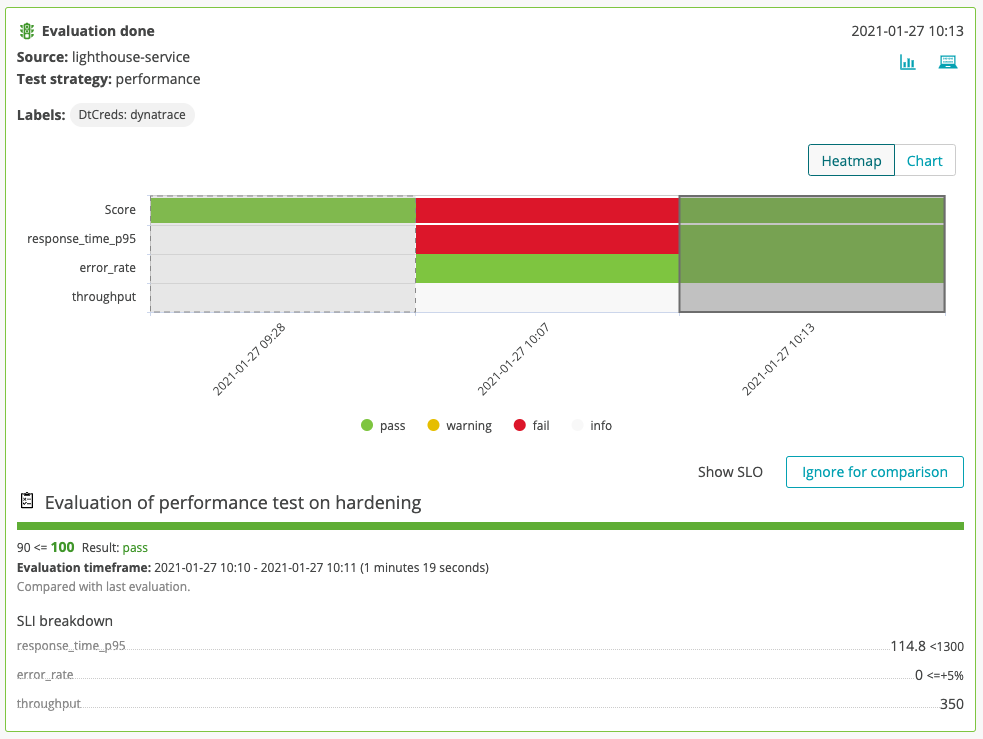 Evaluation done 2021-01-27 10:13
Source: lighthouse-service
Test strategy: performance
Labels: DtCreds: dynatrace
Heatmap Chart
Score
response_time_p95
error_rate
throughput
2021-01-27 09:28 2021-01-27 10:07 2021-01-27 10:13
pass warning fail info
Show SLO Ignore for comparison
Evaluation of performance test on hardening
90 <= 100 Result: pass
Evaluation timeframe: 2021-01-27 10:10 - 2021-01-27 10:11 (1 minutes 19 seconds)
Compared with last evaluation.
SLI breakdown
response_time_p95 114.8 <1300
error_rate 0 <=+5%
throughput 350